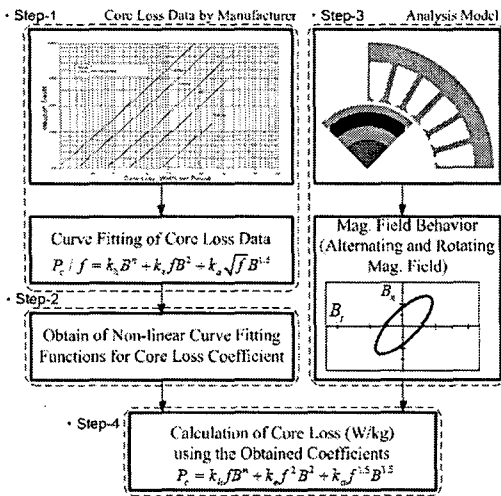 • Step-1 Core Loss Data by Manufacturer
Curve Fitting of Core Loss Data
P_c / f = k_h B^n + k_e f B^2 + k_a √f B^1.5
• Step-2
Obtain of Non-linear Curve Fitting
Functions for Core Loss Coefficient
• Step-3 Analysis Model
Mag. Field Behavior
(Alternating and Rotating
Mag. Field)
B_n
B_t
• Step-4
Calculation of Core Loss (W/kg)
using the Obtained Coefficients
P_c = k_h f B^n + k_e f^2 B^2 + k_a f^1.5 B^1.5